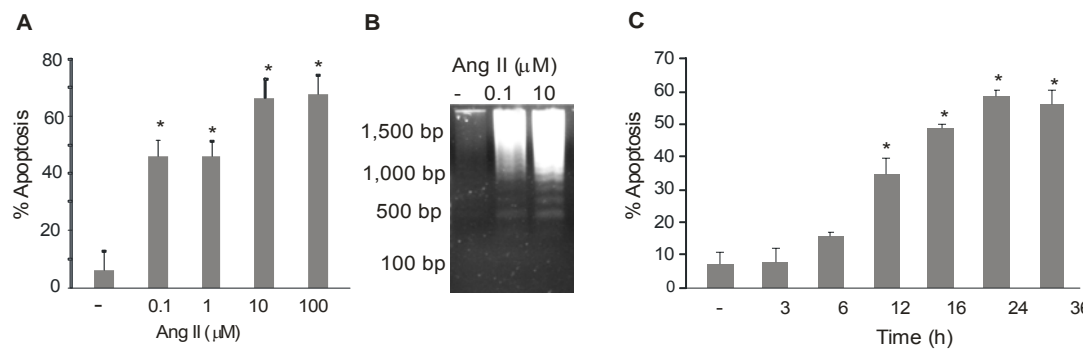 A
% Apoptosis
80
60
40
20
0
*
*
*
*
– 0.1 1 10 100
Ang II (μM)
B
Ang II (μM)
- 0.1 10
1,500 bp
1,000 bp
500 bp
100 bp
C
% Apoptosis
70
60
50
40
30
20
10
0
*
*
*
*
- 3 6 12 16 24 36
Time (h)